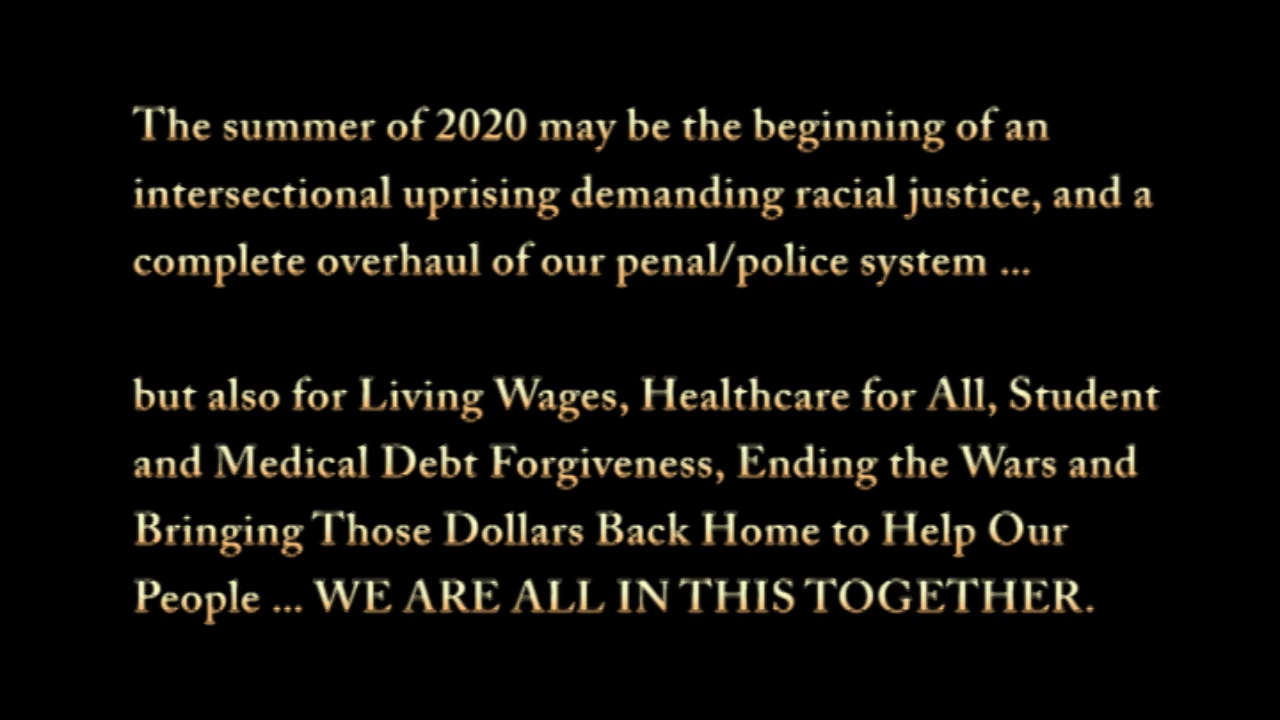 The summer of 2020 may be the beginning of an
intersectional uprising demanding racial justice, and a
complete overhaul of our penal/police system ...
but also for Living Wages, Healthcare for All, Student
and Medical Debt Forgiveness, Ending the Wars and
Bringing Those Dollars Back Home to Help Our
People ... WE ARE ALL IN THIS TOGETHER.